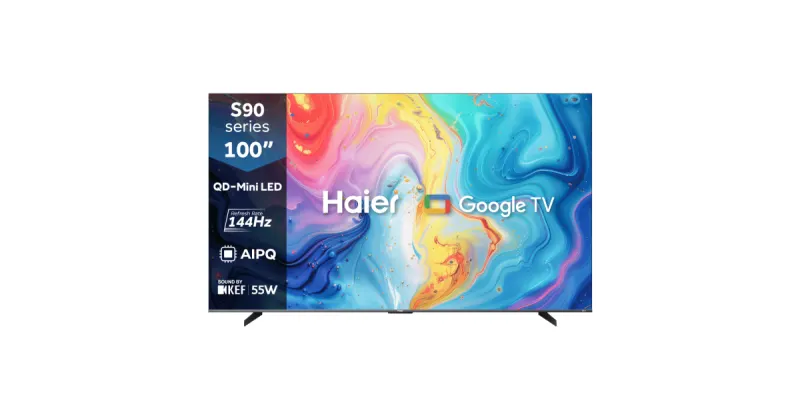 S90
series
100”
QD-Mini LED
Refresh Rate
144Hz
AIPQ
SOUND BY
KEF 55W
Haier Google TV